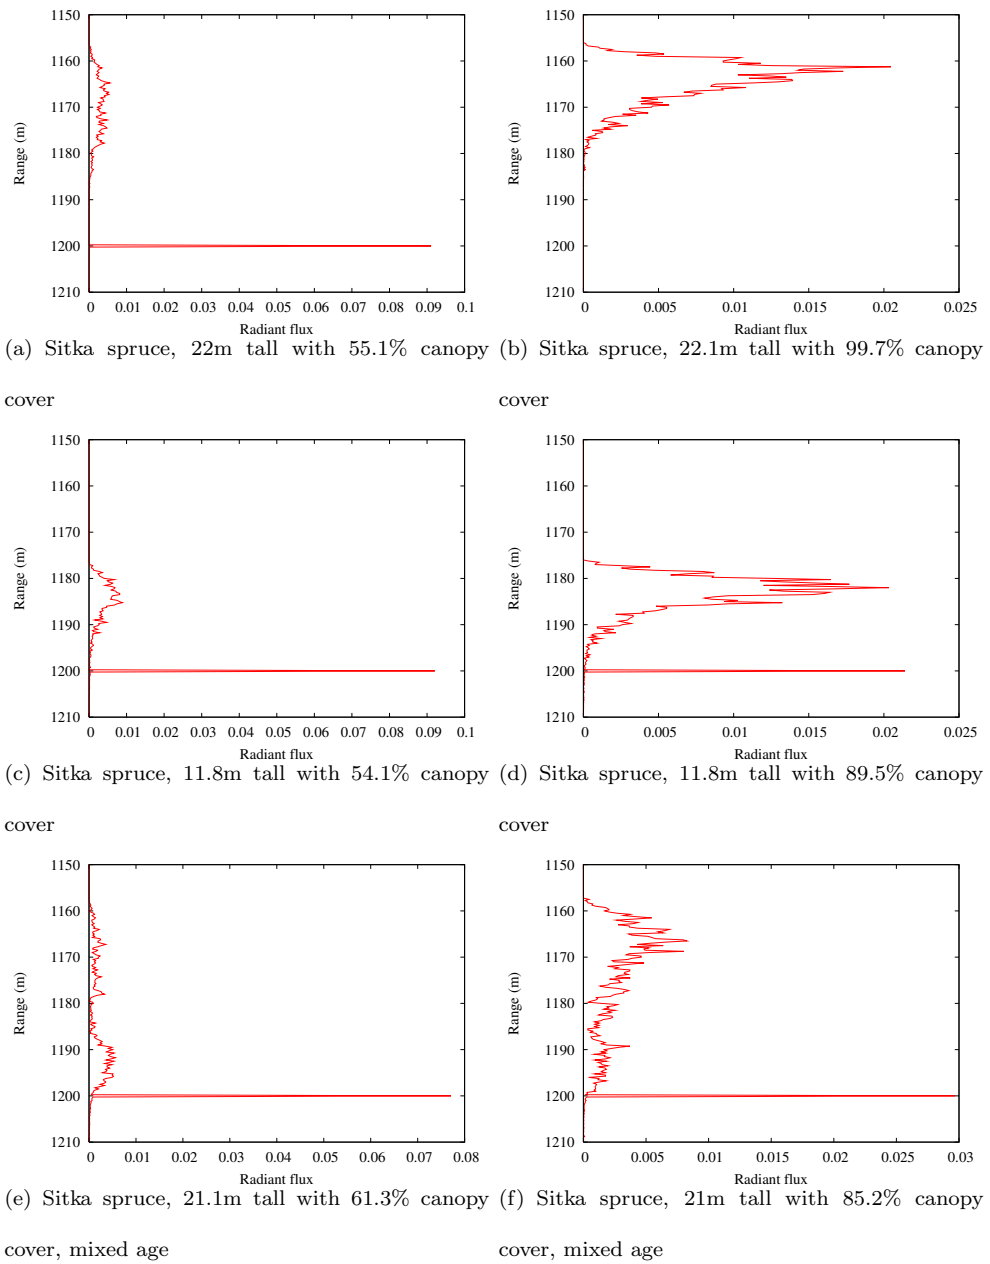 1150
1160
1170
1180
1190
1200
1210
Range (m)
0 0.01 0.02 0.03 0.04 0.05 0.06 0.07 0.08 0.09 0.1
Radiant flux
1150
1160
1170
1180
1190
1200
1210
Range (m)
0 0.005 0.01 0.015 0.02 0.025
Radiant flux
(a) Sitka spruce, 22m tall with 55.1% canopy
cover
(b) Sitka spruce, 22.1m tall with 99.7% canopy
cover
1150
1160
1170
1180
1190
1200
1210
Range (m)
0 0.01 0.02 0.03 0.04 0.05 0.06 0.07 0.08 0.09 0.1
Radiant flux
1150
1160
1170
1180
1190
1200
1210
Range (m)
0 0.005 0.01 0.015 0.02 0.025
Radiant flux
(c) Sitka spruce, 11.8m tall with 54.1% canopy
cover
(d) Sitka spruce, 11.8m tall with 89.5% canopy
cover
1150
1160
1170
1180
1190
1200
1210
Range (m)
0 0.01 0.02 0.03 0.04 0.05 0.06 0.07 0.08
Radiant flux
1150
1160
1170
1180
1190
1200
1210
Range (m)
0 0.005 0.01 0.015 0.02 0.025 0.03
Radiant flux
(e) Sitka spruce, 21.1m tall with 61.3% canopy
cover, mixed age
(f) Sitka spruce, 21m tall with 85.2% canopy
cover, mixed age